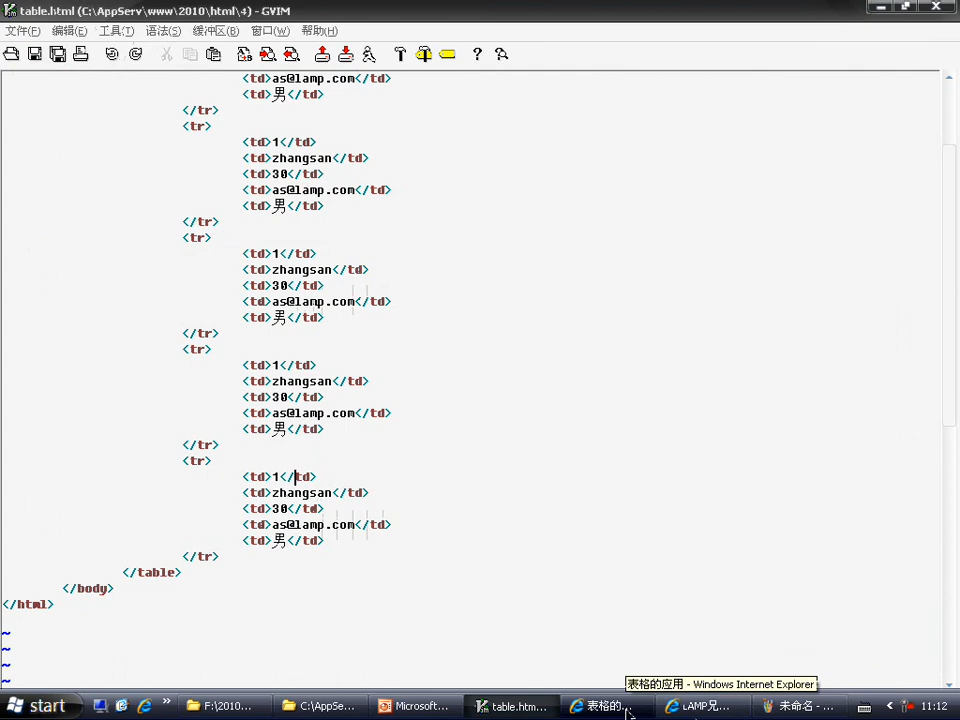 table.html (C:\AppServ\www\2010\html\4) - GVIM
文件(F) 编辑(E) 工具(T) 语法(S) 缓冲区(B) 窗口(W) 帮助(H)
<td>as@lamp.com</td>
<td>男</td>
</tr>
<tr>
<td>1</td>
<td>zhangsan</td>
<td>30</td>
<td>as@lamp.com</td>
<td>男</td>
</tr>
<tr>
<td>1</td>
<td>zhangsan</td>
<td>30</td>
<td>as@lamp.com</td>
<td>男</td>
</tr>
<tr>
<td>1</td>
<td>zhangsan</td>
<td>30</td>
<td>as@lamp.com</td>
<td>男</td>
</tr>
<tr>
<td>1</td>
<td>zhangsan</td>
<td>30</td>
<td>as@lamp.com</td>
<td>男</td>
</tr>
</table>
</body>
</html>
~
~
~
~
表格的应用 - Windows Internet Explorer
start F:\2010... C:\AppSe... Microsoft... table.htm... 表格的... LAMP兄... 未命名 - ... 11:12